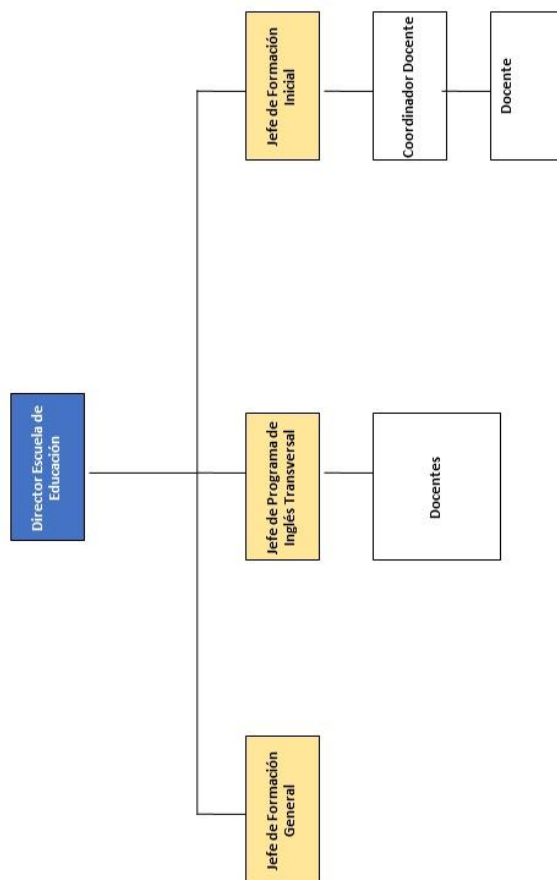 Director Escuela de
Educación
Jefe de Formación
General
Jefe de Programa de
Inglés Transversal
Jefe de Formación
Inicial
Docentes
Coordinador Docente
Docente